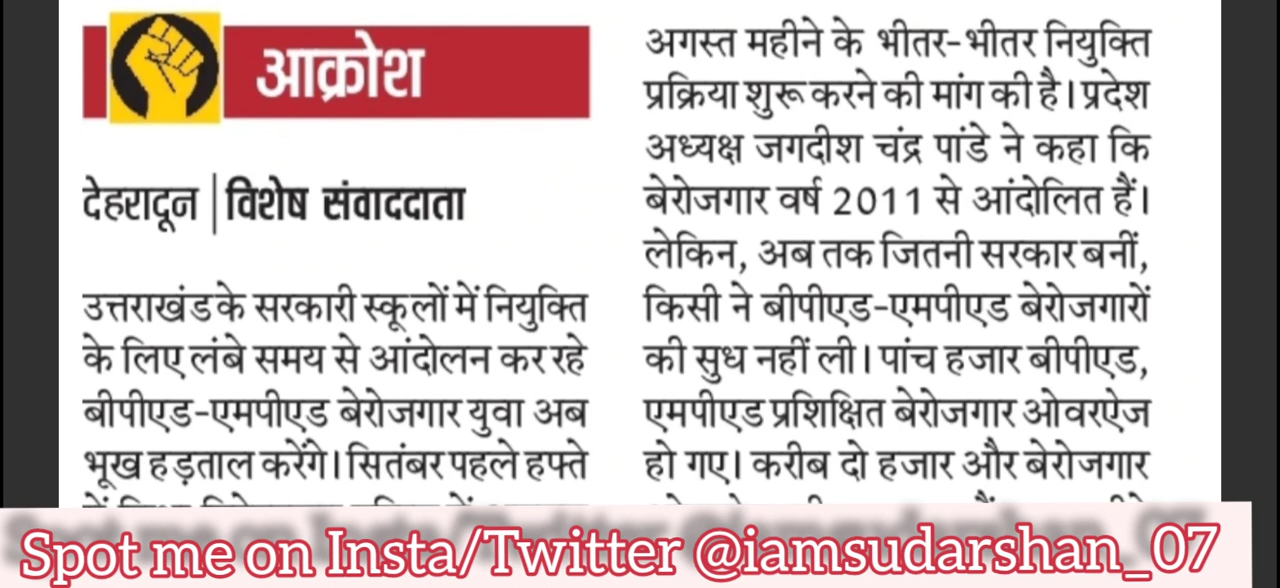 आक्रोश
देहरादून | विशेष संवाददाता
उत्तराखंड के सरकारी स्कूलों में नियुक्ति
के लिए लंबे समय से आंदोलन कर रहे
बीपीएड-एमपीएड बेरोजगार युवा अब
भूख हड़ताल करेंगे। सितंबर पहले हफ्ते
अगस्त महीने के भीतर-भीतर नियुक्ति
प्रक्रिया शुरू करने की मांग की है। प्रदेश
अध्यक्ष जगदीश चंद्र पांडे ने कहा कि
बेरोजगार वर्ष 2011 से आंदोलित हैं।
लेकिन, अब तक जितनी सरकार बनीं,
किसी ने बीपीएड-एमपीएड बेरोजगारों
की सुध नहीं ली। पांच हजार बीपीएड,
एमपीएड प्रशिक्षित बेरोजगार ओवरऐज
हो गए। करीब दो हजार और बेरोजगार
Spot me on Insta/Twitter @iamsudarshan_07